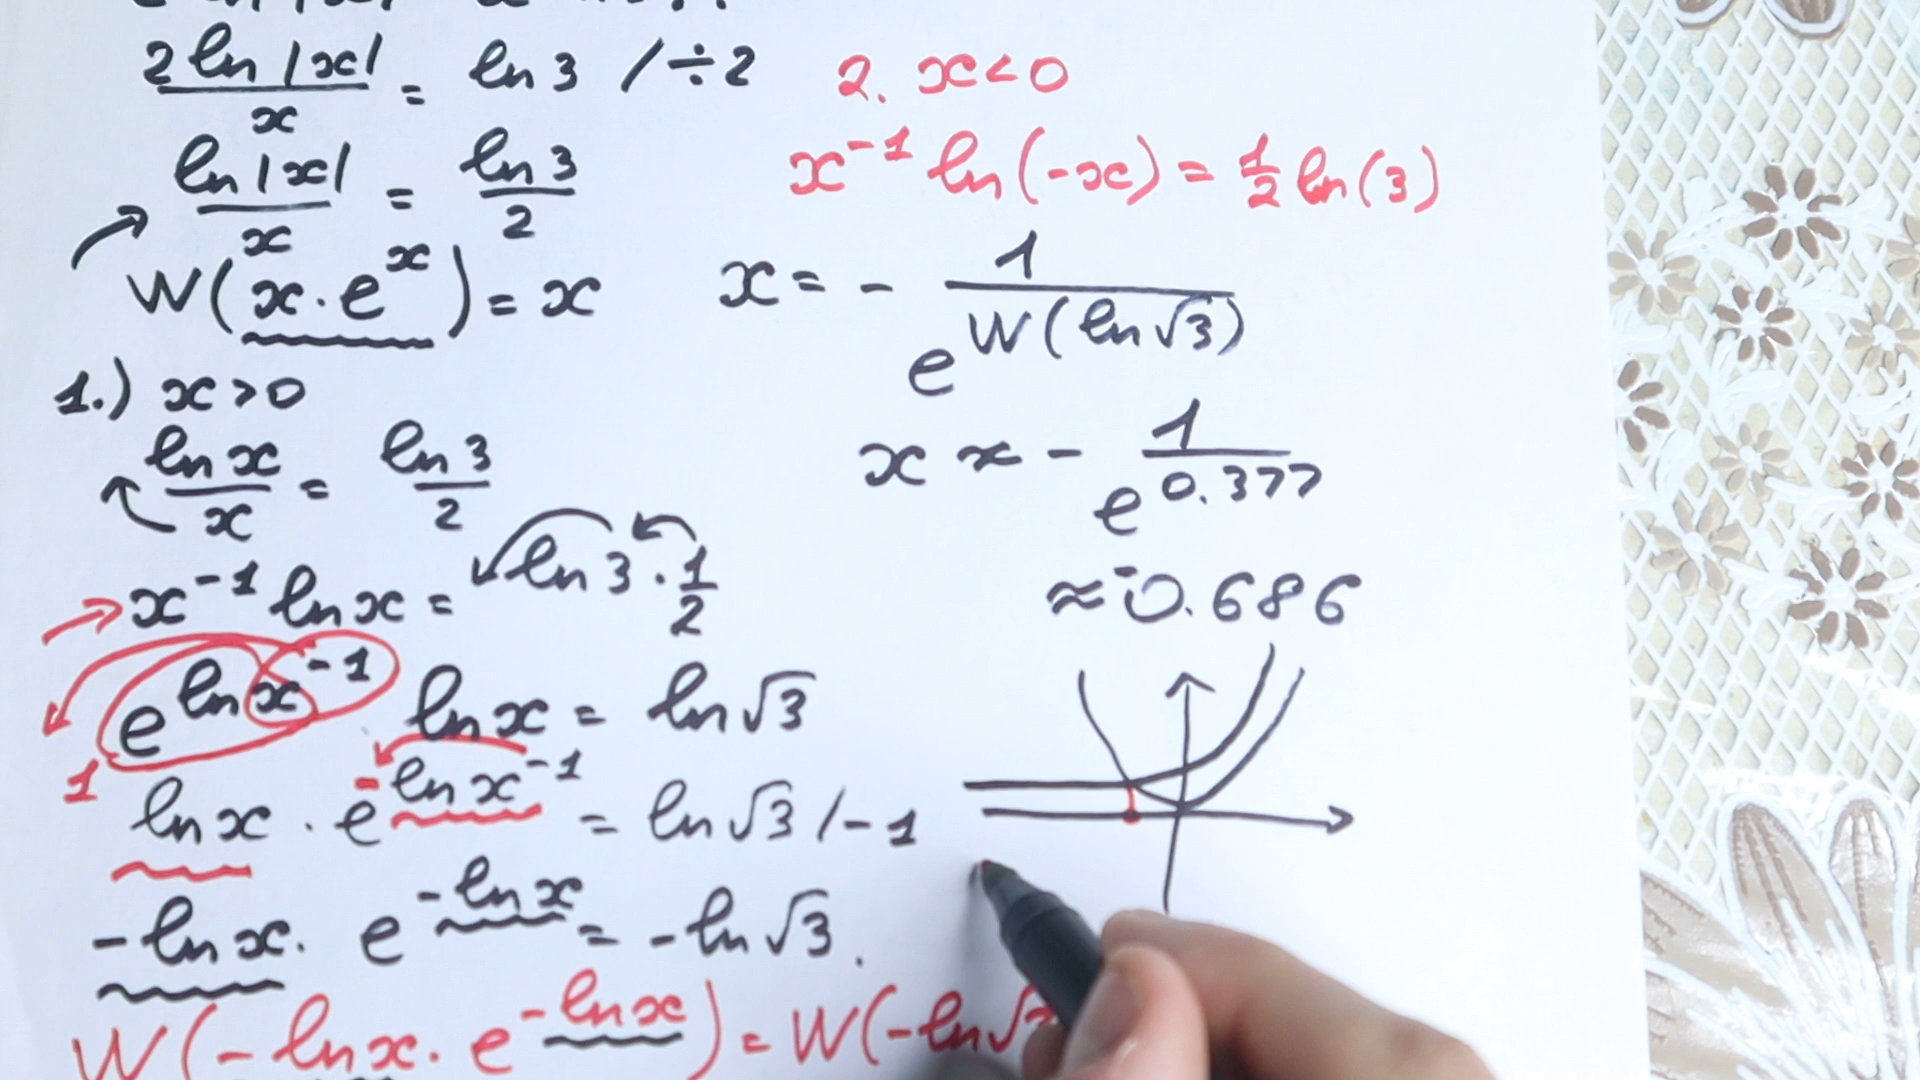 2 ln |x| / x = ln 3 / ÷2
ln |x| / x = ln 3 / 2
W(x · e^x) = x
1.) x > 0
ln x / x = ln 3 / 2
x^-1 ln x = ln 3 · 1/2
e^(ln x^-1) ln x = ln √3
1
ln x · e^(ln x^-1) = ln √3 / -1
-ln x · e^(-ln x) = -ln √3.
W(-ln x · e^(-ln x)) = W(-ln √
2. x < 0
x^-1 ln(-x) = 1/2 ln(3)
x = - 1 / e^(W(ln √3))
x ≈ - 1 / e^0.377
≈ -0.686